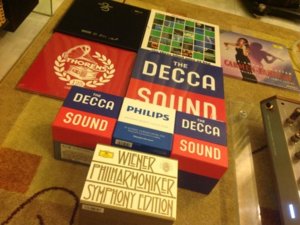 THORENS
THE
DECCA
SOUND
THE
DECCA
SOUND
PHILIPS
THE
DECCA
SOUND
WIENER
PHILHARMONIKER
SYMPHONY EDITION